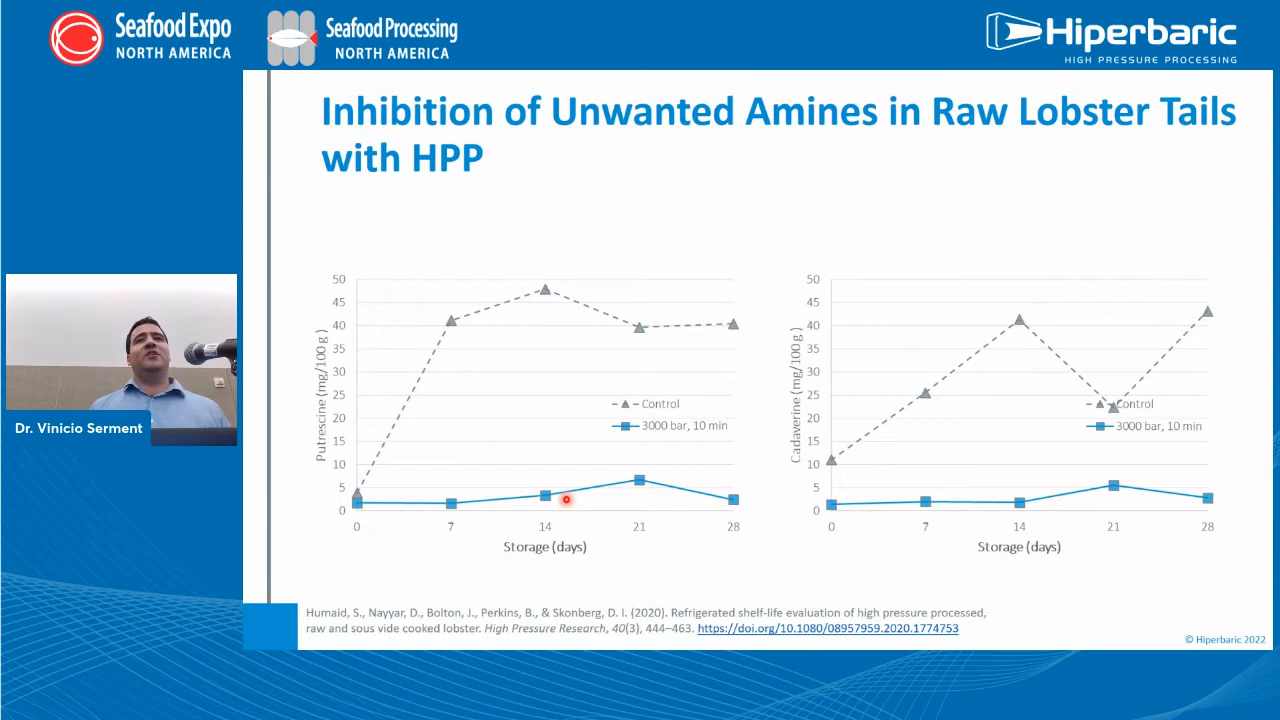 Seafood Expo
NORTH AMERICA
Seafood Processing
NORTH AMERICA
Hiperbaric
HIGH PRESSURE PROCESSING
Inhibition of Unwanted Amines in Raw Lobster Tails
with HPP
Dr. Vinicio Serment
Putrescine (mg/100 g )
50
45
40
35
30
25
20
15
10
5
0
0 7 14 21 28
Storage (days)
Control
3000 bar, 10 min
Cadaverine (mg/100 g )
50
45
40
35
30
25
20
15
10
5
0
0 7 14 21 28
Storage (days)
Control
3000 bar, 10 min
Humaid, S., Nayyar, D., Bolton, J., Perkins, B., & Skonberg, D. I. (2020). Refrigerated shelf-life evaluation of high pressure processed,
raw and sous vide cooked lobster. High Pressure Research, 40(3), 444–463. https://doi.org/10.1080/08957959.2020.1774753
© Hiperbaric 2022